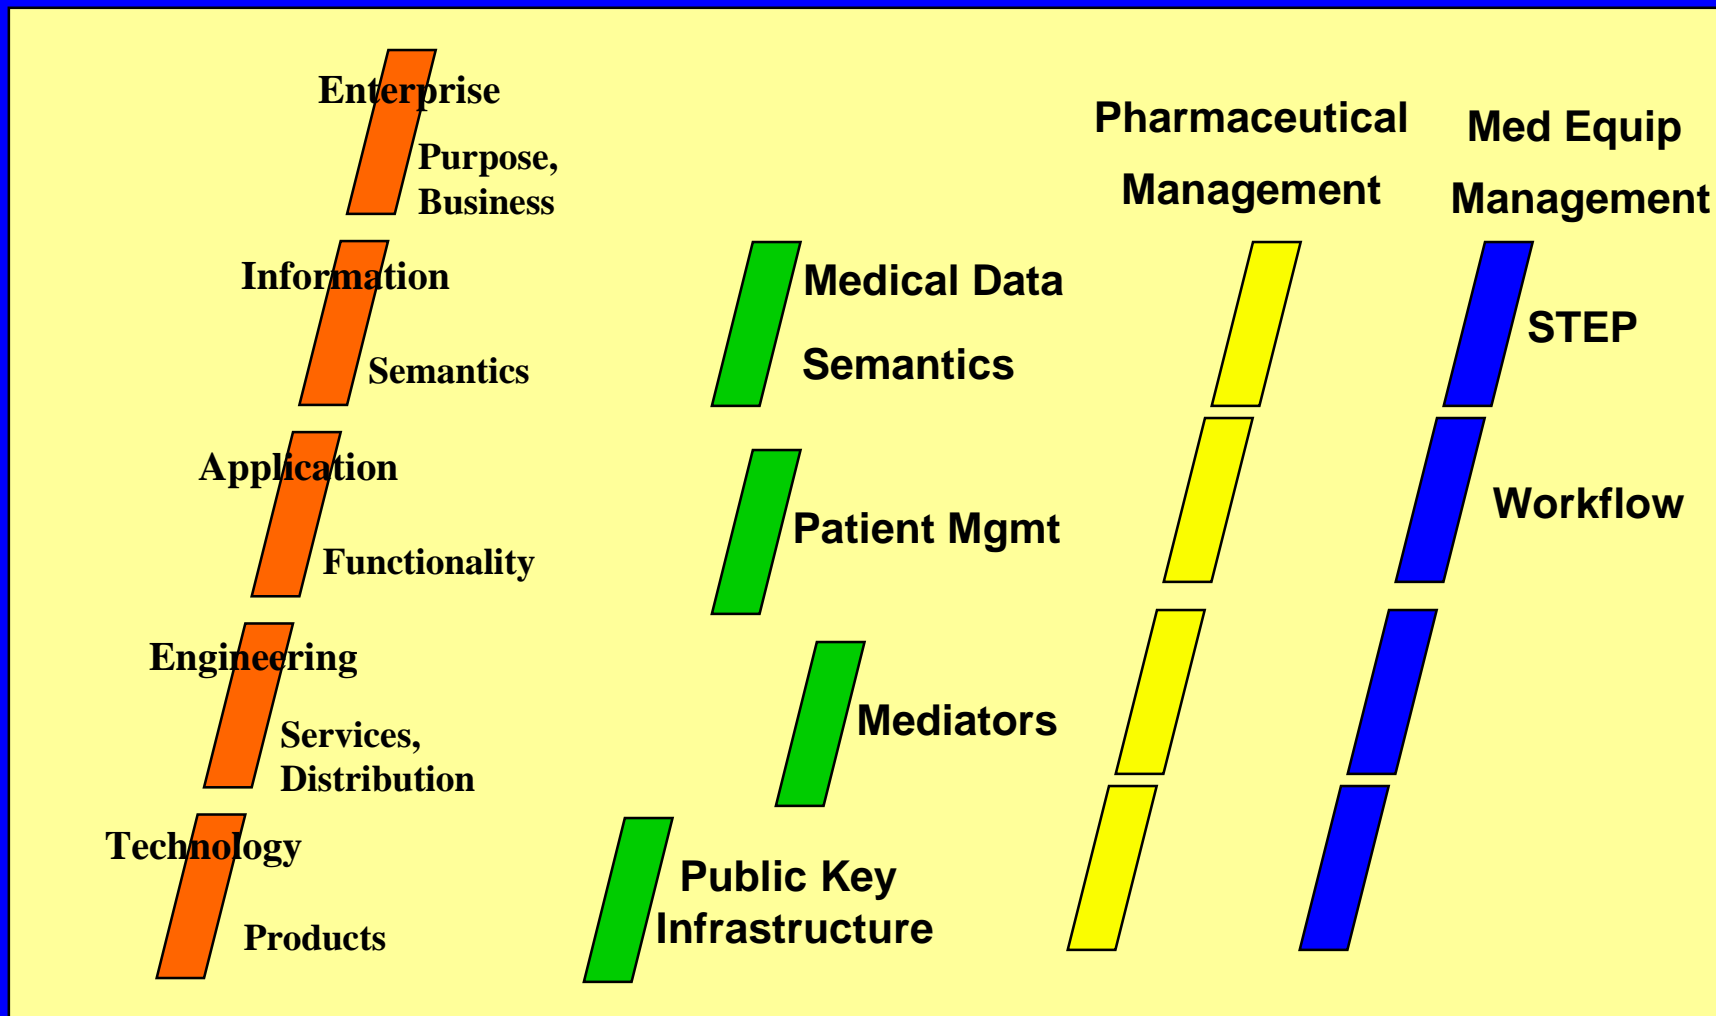 Enterprise
Purpose,
Business
Information
Semantics
Application
Functionality
Engineering
Services,
Distribution
Technology
Products
Medical Data
Semantics
Patient Mgmt
Mediators
Public Key
Infrastructure
Pharmaceutical
Management
Med Equip
Management
STEP
Workflow